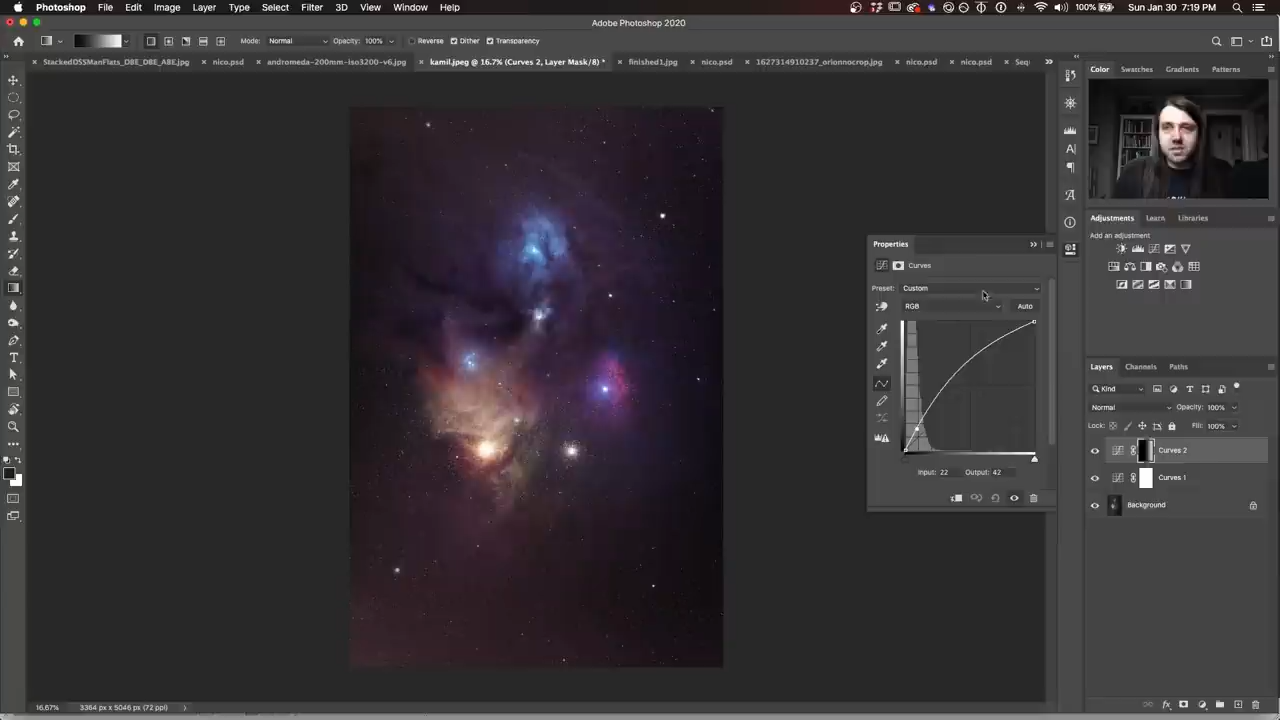 Photoshop File Edit Image Layer Type Select Filter 3D View Window Help 100% Sun Jan 30 7:19 PM
Adobe Photoshop 2020
Mode: Normal Opacity: 100% Reverse Dither Transparency
StackedOSSManFlats_DBE_DBE_ABE.jpg × nico.psd × andromeda-200mm-iso3200-v6.jpg × kamil.jpeg @ 16.7% (Curves 2, Layer Mask/8) * × finished1.jpg × nico.psd × 1627314910237_orionnocrop.jpg × nico.psd × nico.psd × Seq
Color Swatches Gradients Patterns
Adjustments Learn Libraries
Add an adjustment
Properties
Curves
Preset: Custom
RGB Auto
Input: 22 Output: 42
Layers Channels Paths
Kind
Normal Opacity: 100%
Lock: Fill: 100%
Curves 2
Curves 1
Background
16.67% 3364 px x 5046 px (72 ppi)